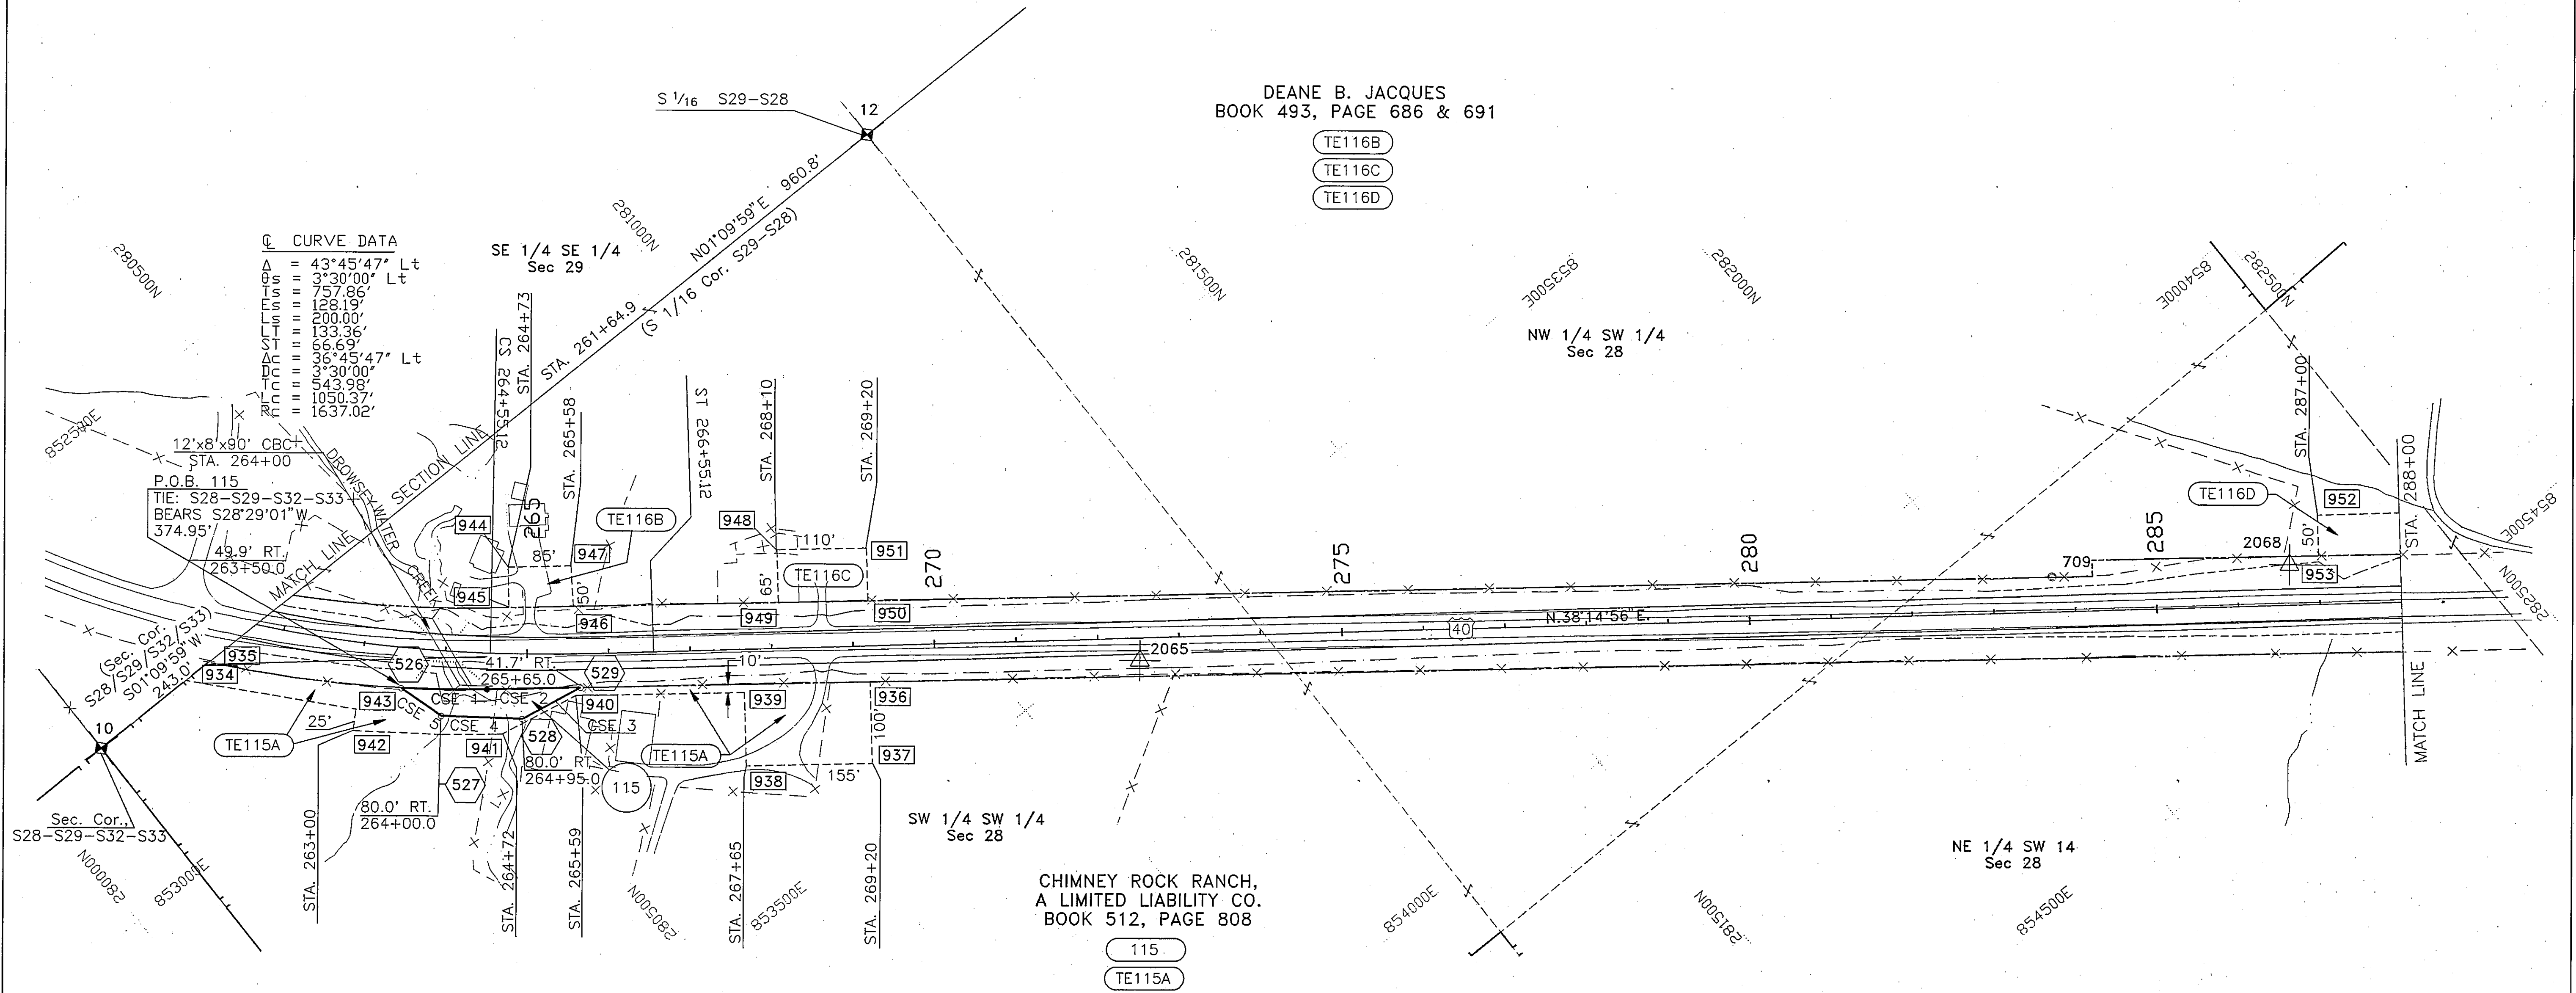 S 1/16 S29-S28
12
DEANE B. JACQUES
BOOK 493, PAGE 686 & 691
TE116B
TE116C
TE116D
N01°09'59"E 960.8'
(S 1/16 Cor. S29-S28)
STA. 261+64.9
SECTION LINE
MATCH LINE
281000N
280500N
281500N
853500E
282000N
854000E
282500N
℄ CURVE DATA
Δ = 43°45'47" Lt
θs = 3°30'00" Lt
Ts = 757.86'
Es = 128.19'
Ls = 200.00'
LT = 133.36'
ST = 66.69'
Δc = 36°45'47" Lt
Dc = 3°30'00"
Tc = 543.98'
Lc = 1050.37'
Rc = 1637.02'
SE 1/4 SE 1/4
Sec 29
NW 1/4 SW 1/4
Sec 28
852500E
12'x8'x90' CBC
STA. 264+00
P.O.B. 115
TIE: S28-S29-S32-S33
BEARS S28°29'01"W
374.95'
49.9' RT.
263+50.0
DROWSEY WATER
CREEK
CS 264+55.12
STA. 264+73
STA. 265+58
ST 266+55.12
STA. 268+10
STA. 269+20
STA. 287+00
STA. 288+00
944
945
265
85'
947
50'
946
TE116B
948
110'
951
65'
TE116C
949
950
270
275
280
285
TE116D
952
50'
2068
953
709
854500E
282500N
N.38°14'56"E.
40
2065
(Sec. Cor.
S28/S29/S32/S33)
S01°09'59"W
243.0'
935
934
526
41.7' RT.
265+65.0
529
10'
943
CSE 1
CSE 2
CSE 5
CSE 4
CSE 3
940
939
936
100'
937
155'
938
25'
TE115A
942
941
528
527
80.0' RT.
264+95.0
115
TE115A
80.0' RT.
264+00.0
10
Sec. Cor.,
S28-S29-S32-S33
280000N
853000E
STA. 263+00
STA. 264+72
STA. 265+59
280500N
STA. 267+65
853500E
STA. 269+20
SW 1/4 SW 1/4
Sec 28
CHIMNEY ROCK RANCH,
A LIMITED LIABILITY CO.
BOOK 512, PAGE 808
115
TE115A
854000E
281500N
854500E
NE 1/4 SW 14
Sec 28
MATCH LINE